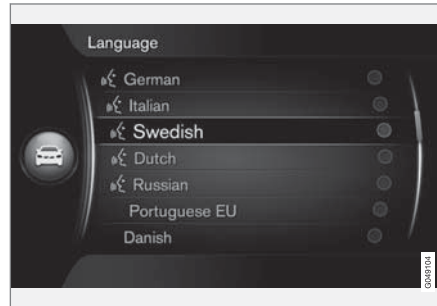 Language
German
Italian
Swedish
Dutch
Russian
Portuguese EU
Danish
G049104